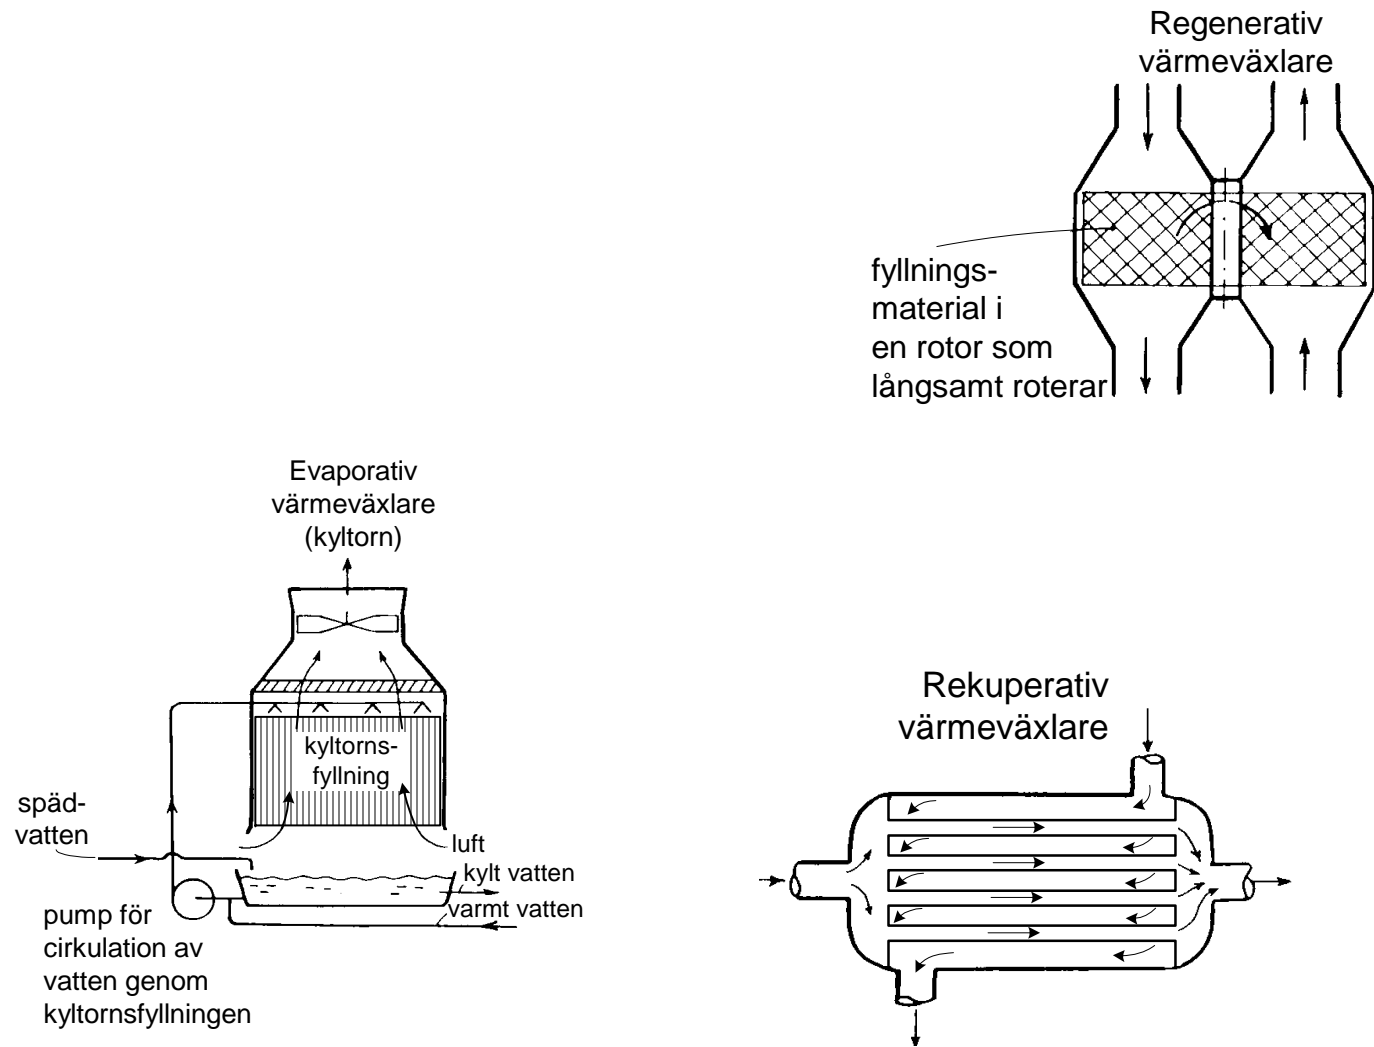 Regenerativ
värmeväxlare
fyllnings-
material i
en rotor som
långsamt roterar
Evaporativ
värmeväxlare
(kyltorn)
kyltorns-
fyllning
späd-
vatten
luft
kylt vatten
varmt vatten
pump för
cirkulation av
vatten genom
kyltornsfyllningen
Rekuperativ
värmeväxlare